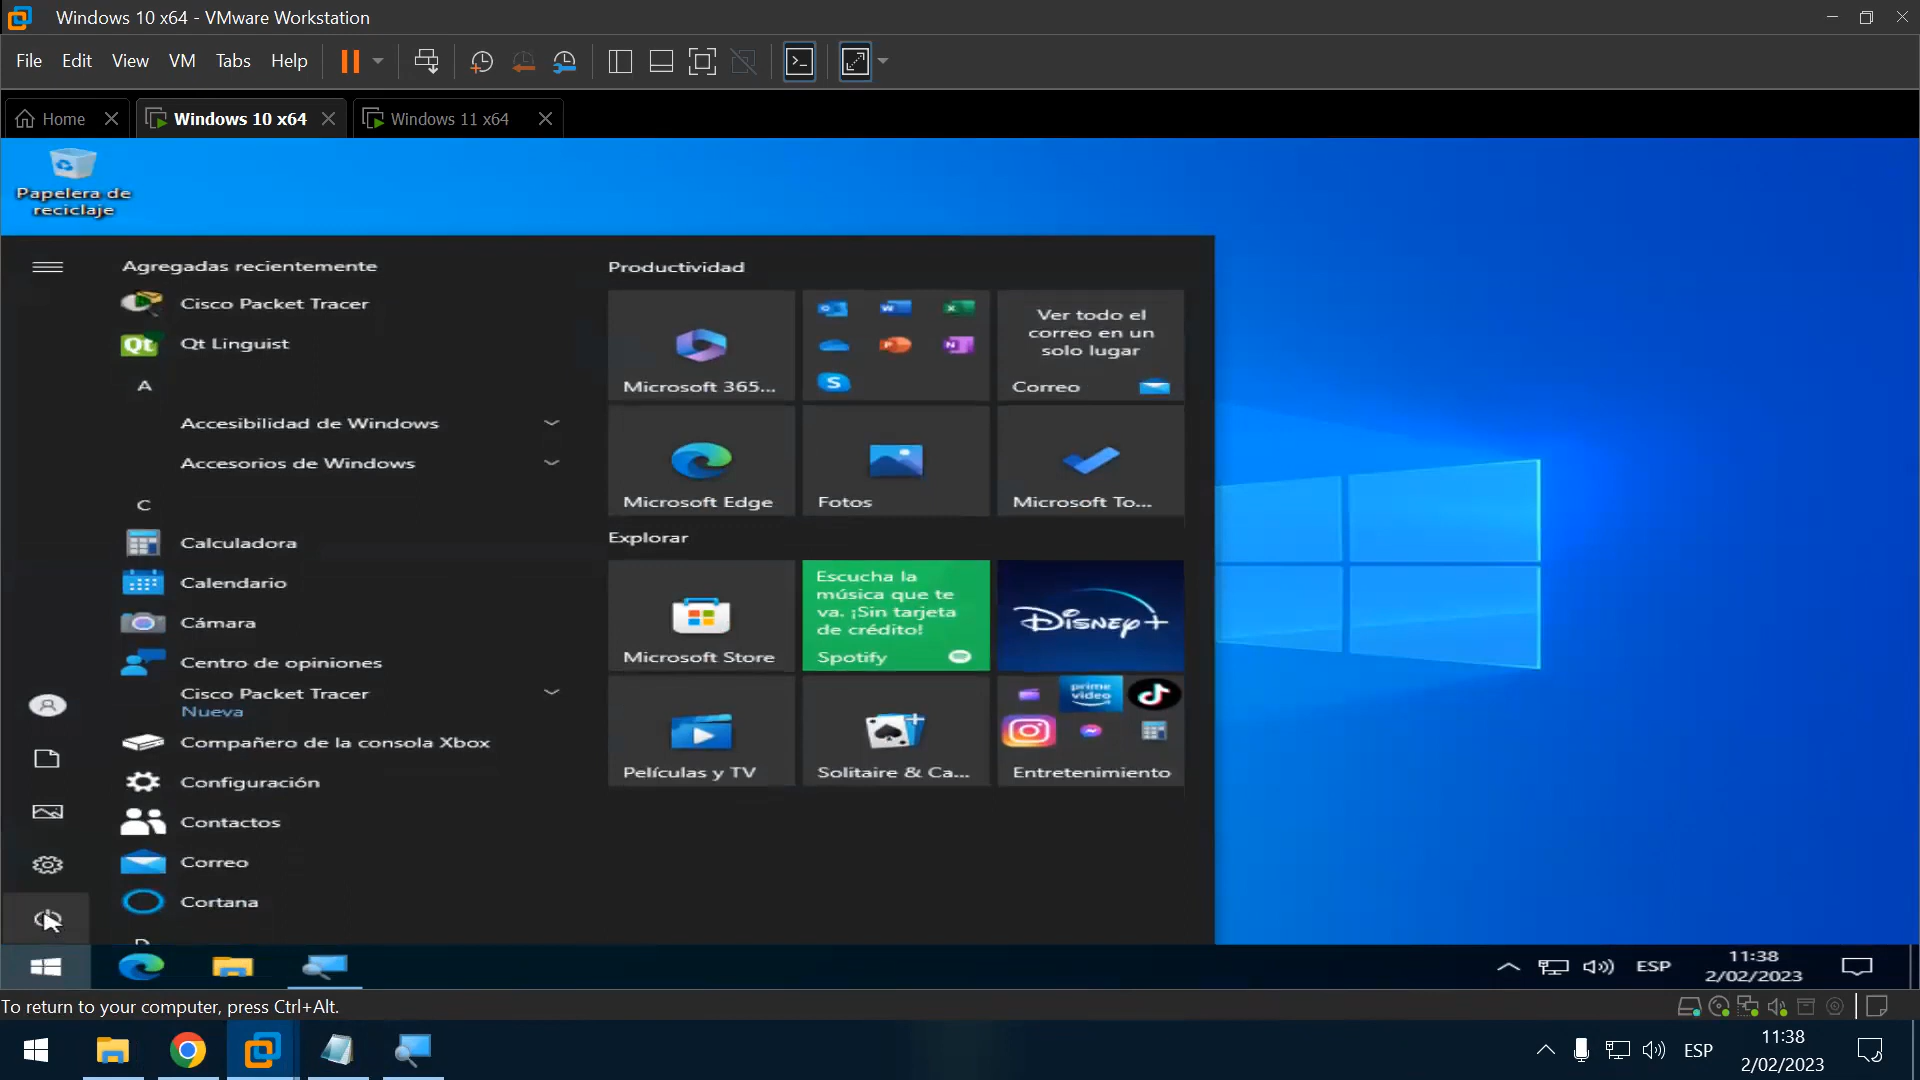 Windows 10 x64 - VMware Workstation
File Edit View VM Tabs Help
Home
Windows 10 x64
Windows 11 x64
Papelera de
reciclaje
Agregadas recientemente
Cisco Packet Tracer
Qt Qt Linguist
A
Accesibilidad de Windows
Accesorios de Windows
C
Calculadora
Calendario
Cámara
Centro de opiniones
Cisco Packet Tracer
Nueva
Compañero de la consola Xbox
Configuración
Contactos
Correo
Cortana
Productividad
Microsoft 365...
Ver todo el
correo en un
solo lugar
Correo
Microsoft Edge
Fotos
Microsoft To...
Explorar
Microsoft Store
Escucha la
música que te
va. ¡Sin tarjeta
de crédito!
Spotify
Disney+
Películas y TV
Solitaire & Ca...
prime
video
Entretenimiento
ESP
11:38
2/02/2023
To return to your computer, press Ctrl+Alt.
ESP
11:38
2/02/2023